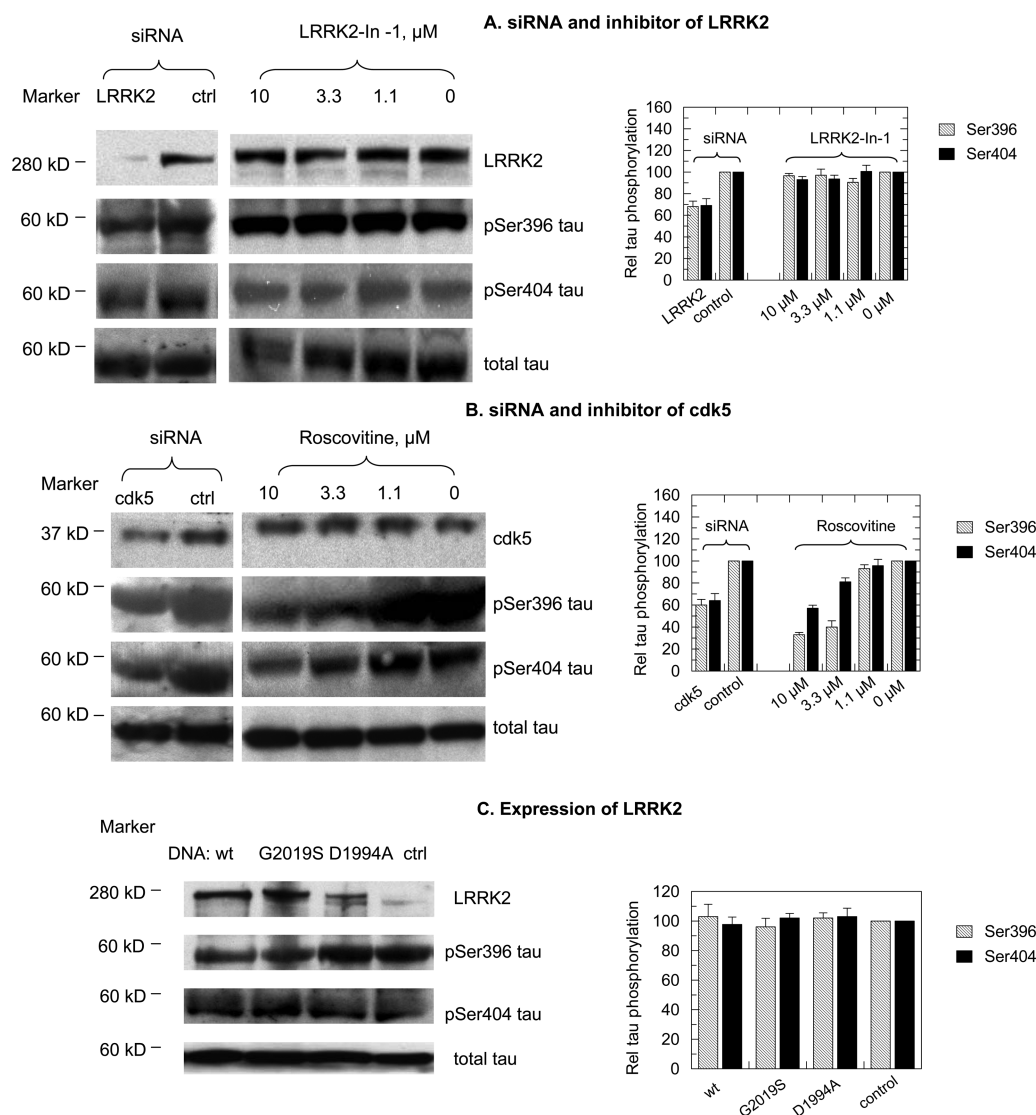 A. siRNA and inhibitor of LRRK2
siRNA
LRRK2-In -1, µM
Marker
LRRK2 ctrl
10 3.3 1.1 0
280 kD
LRRK2
60 kD
pSer396 tau
60 kD
pSer404 tau
60 kD
total tau
Rel tau phosphorylation
160
140
120
100
80
60
40
20
0
siRNA
LRRK2-In-1
LRRK2
control
10 µM
3.3 µM
1.1 µM
0 µM
Ser396
Ser404
B. siRNA and inhibitor of cdk5
siRNA
Roscovitine, µM
Marker
cdk5 ctrl
10 3.3 1.1 0
37 kD
cdk5
60 kD
pSer396 tau
60 kD
pSer404 tau
60 kD
total tau
Rel tau phosphorylation
160
140
120
100
80
60
40
20
0
siRNA
Roscovitine
cdk5
control
10 µM
3.3 µM
1.1 µM
0 µM
Ser396
Ser404
C. Expression of LRRK2
Marker
DNA: wt G2019S D1994A ctrl
280 kD
LRRK2
60 kD
pSer396 tau
60 kD
pSer404 tau
60 kD
total tau
Rel tau phosphorylation
120
100
80
60
40
20
0
wt
G2019S
D1994A
control
Ser396
Ser404